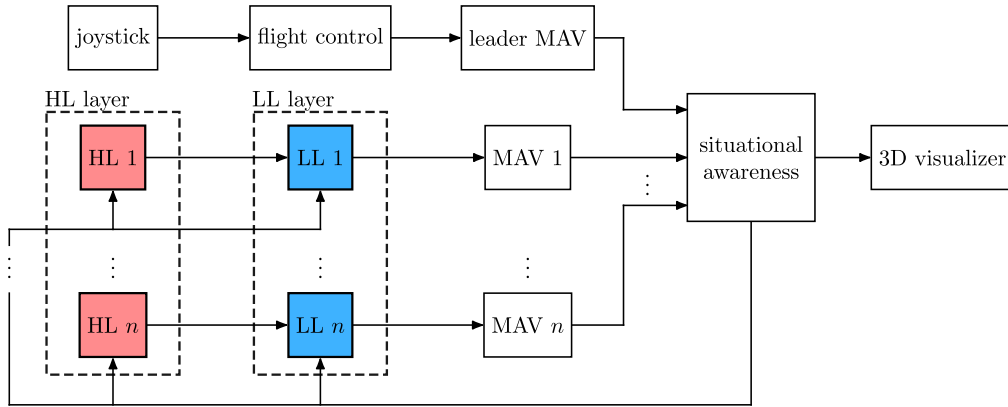 joystick
flight control
leader MAV
HL layer
LL layer
HL 1
LL 1
MAV 1
situational
awareness
3D visualizer
HL n
LL n
MAV n